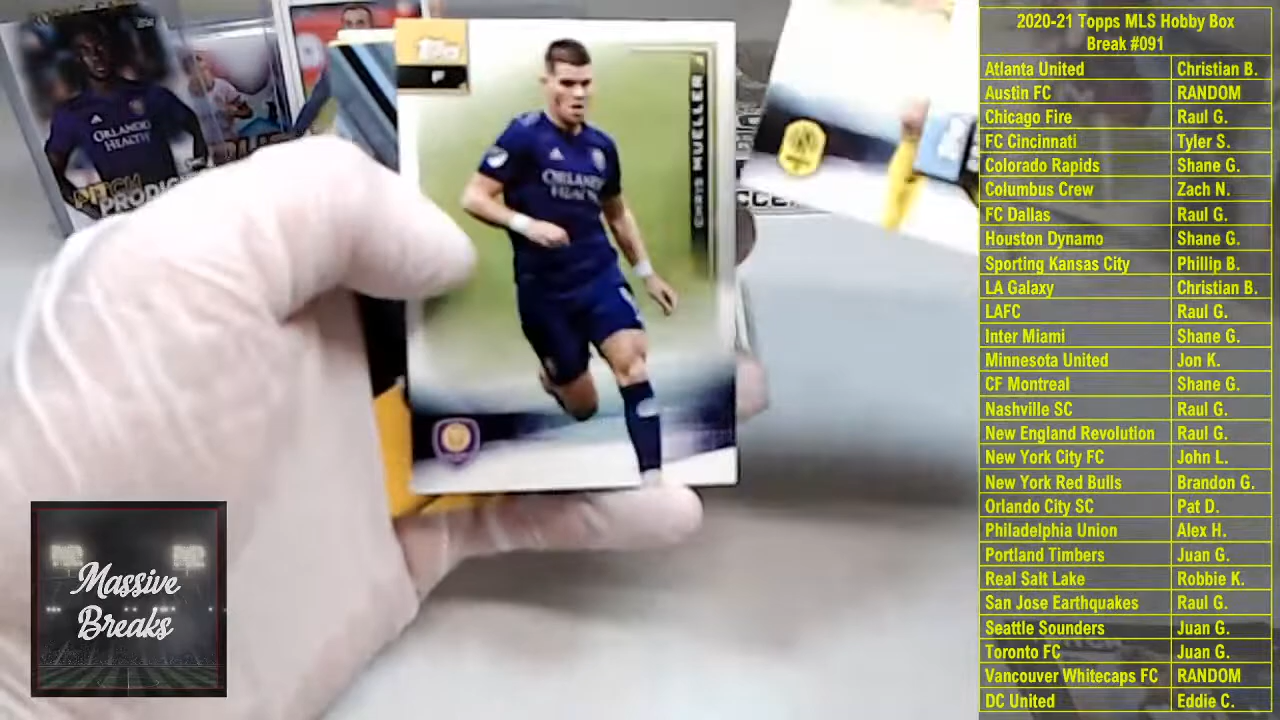 ORLANDO
HEALTH
PITCH
topps
F
CHRIS MUELLER
ORLANDO
HEALTH
Massive
Breaks
2020-21 Topps MLS Hobby Box
Break #091
Atlanta United Christian B.
Austin FC RANDOM
Chicago Fire Raul G.
FC Cincinnati Tyler S.
Colorado Rapids Shane G.
Columbus Crew Zach N.
FC Dallas Raul G.
Houston Dynamo Shane G.
Sporting Kansas City Phillip B.
LA Galaxy Christian B.
LAFC Raul G.
Inter Miami Shane G.
Minnesota United Jon K.
CF Montreal Shane G.
Nashville SC Raul G.
New England Revolution Raul G.
New York City FC John L.
New York Red Bulls Brandon G.
Orlando City SC Pat D.
Philadelphia Union Alex H.
Portland Timbers Juan G.
Real Salt Lake Robbie K.
San Jose Earthquakes Raul G.
Seattle Sounders Juan G.
Toronto FC Juan G.
Vancouver Whitecaps FC RANDOM
DC United Eddie C.